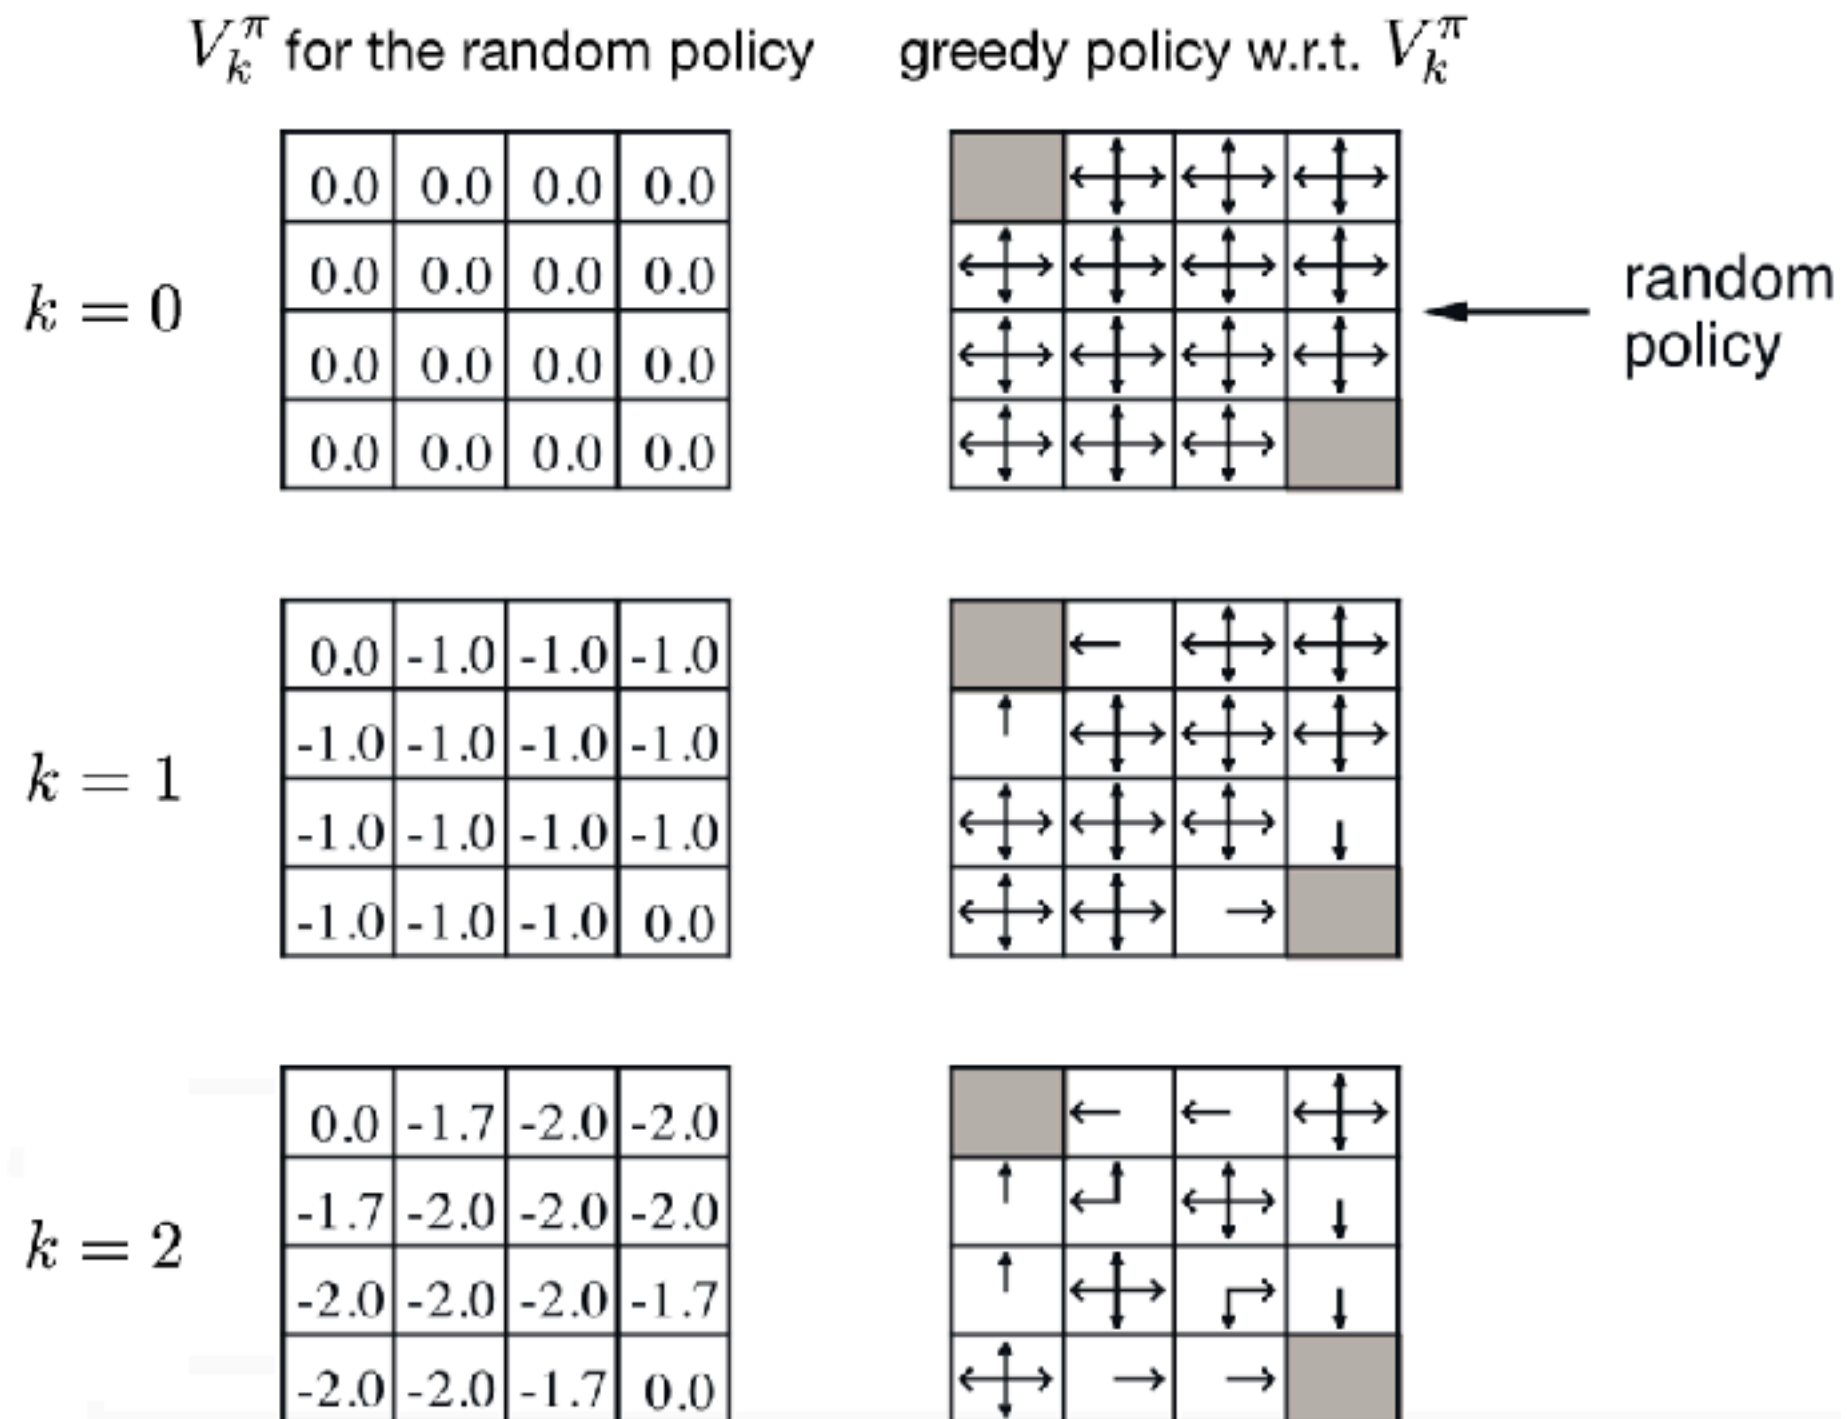 V_k^π for the random policy    greedy policy w.r.t. V_k^π
0.0 0.0 0.0 0.0
0.0 0.0 0.0 0.0
k = 0
random
policy
0.0 0.0 0.0 0.0
0.0 0.0 0.0 0.0
0.0 -1.0 -1.0 -1.0
-1.0 -1.0 -1.0 -1.0
k = 1
-1.0 -1.0 -1.0 -1.0
-1.0 -1.0 -1.0 0.0
0.0 -1.7 -2.0 -2.0
-1.7 -2.0 -2.0 -2.0
k = 2
-2.0 -2.0 -2.0 -1.7
-2.0 -2.0 -1.7 0.0